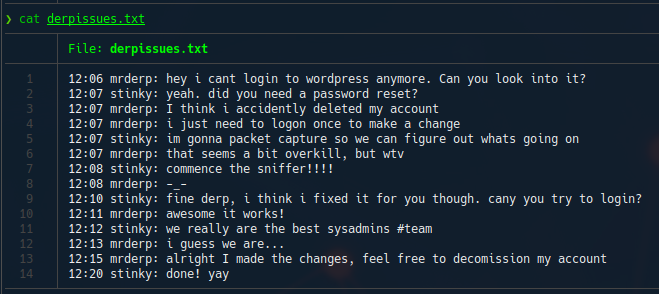 ❯ cat derpissues.txt
File: derpissues.txt
1 12:06 mrderp: hey i cant login to wordpress anymore. Can you look into it?
2 12:07 stinky: yeah. did you need a password reset?
3 12:07 mrderp: I think i accidently deleted my account
4 12:07 mrderp: i just need to logon once to make a change
5 12:07 stinky: im gonna packet capture so we can figure out whats going on
6 12:07 mrderp: that seems a bit overkill, but wtv
7 12:08 stinky: commence the sniffer!!!!
8 12:08 mrderp: -_-
9 12:10 stinky: fine derp, i think i fixed it for you though. cany you try to login?
10 12:11 mrderp: awesome it works!
11 12:12 stinky: we really are the best sysadmins #team
12 12:13 mrderp: i guess we are...
13 12:15 mrderp: alright I made the changes, feel free to decomission my account
14 12:20 stinky: done! yay